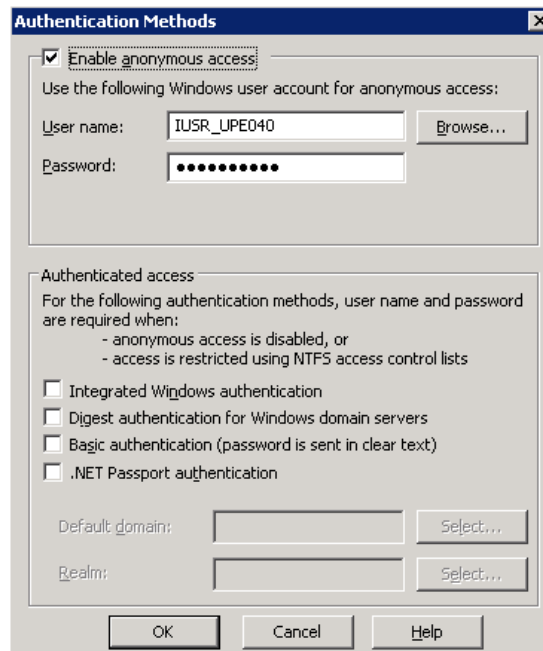 Authentication Methods
Enable anonymous access
Use the following Windows user account for anonymous access:
User name:
IUSR_UPE040
Browse...
Password:
••••••••••
Authenticated access
For the following authentication methods, user name and password
are required when:
- anonymous access is disabled, or
- access is restricted using NTFS access control lists
Integrated Windows authentication
Digest authentication for Windows domain servers
Basic authentication (password is sent in clear text)
.NET Passport authentication
Default domain:
Select...
Realm:
Select...
OK
Cancel
Help